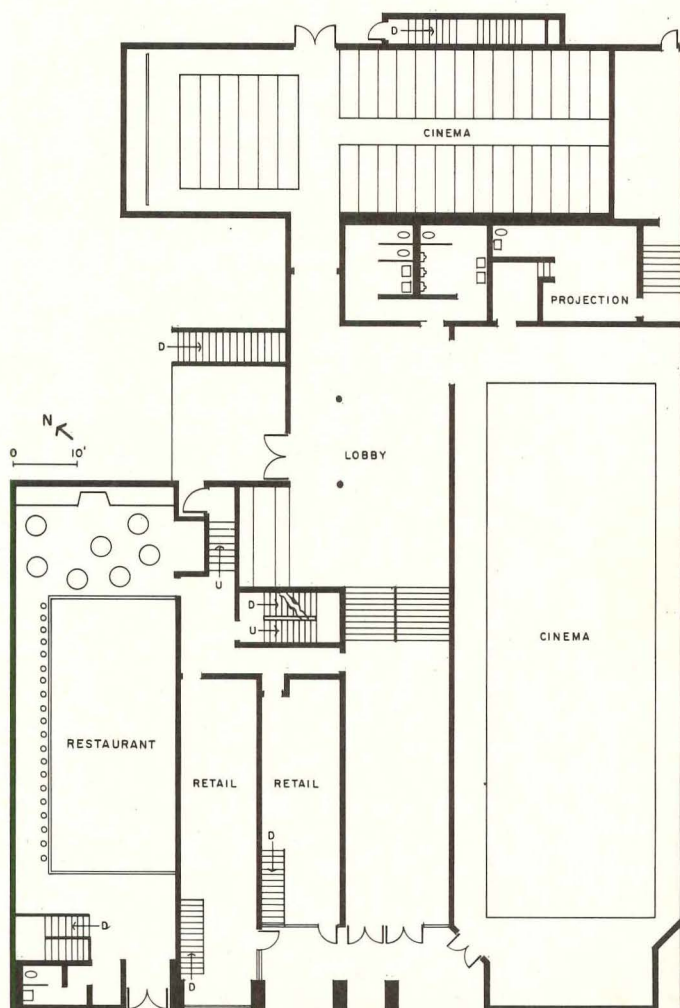 D
CINEMA
PROJECTION
D
N
0 10'
LOBBY
U
D
U
CINEMA
RESTAURANT
RETAIL
RETAIL
D
D
D